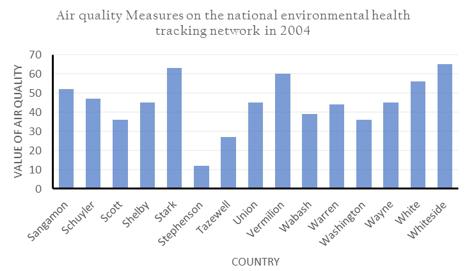 Air quality Measures on the national environmental health
tracking network in 2004
VALUE OF AIR QUALITY
70
60
50
40
30
20
10
0
Sangamon
Schuyler
Scott
Shelby
Stark
Stephenson
Tazewell
Union
Vermilion
Wabash
Warren
Washington
Wayne
White
Whiteside
COUNTRY